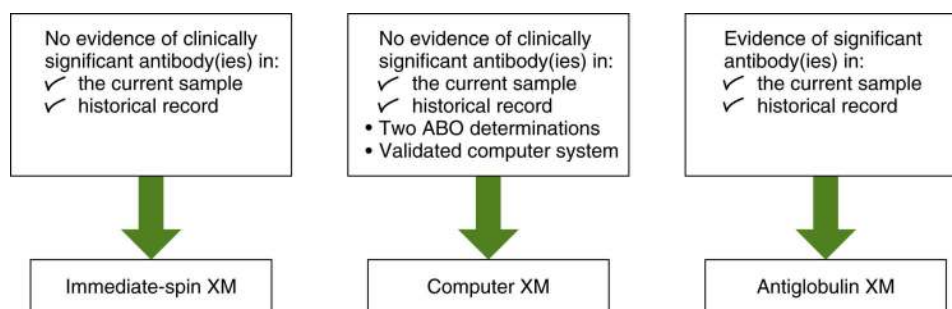 No evidence of clinically
significant antibody(ies) in:
✓ the current sample
✓ historical record
Immediate-spin XM
No evidence of clinically
significant antibody(ies) in:
✓ the current sample
✓ historical record
• Two ABO determinations
• Validated computer system
Computer XM
Evidence of significant
antibody(ies) in:
✓ the current sample
✓ historical record
Antiglobulin XM